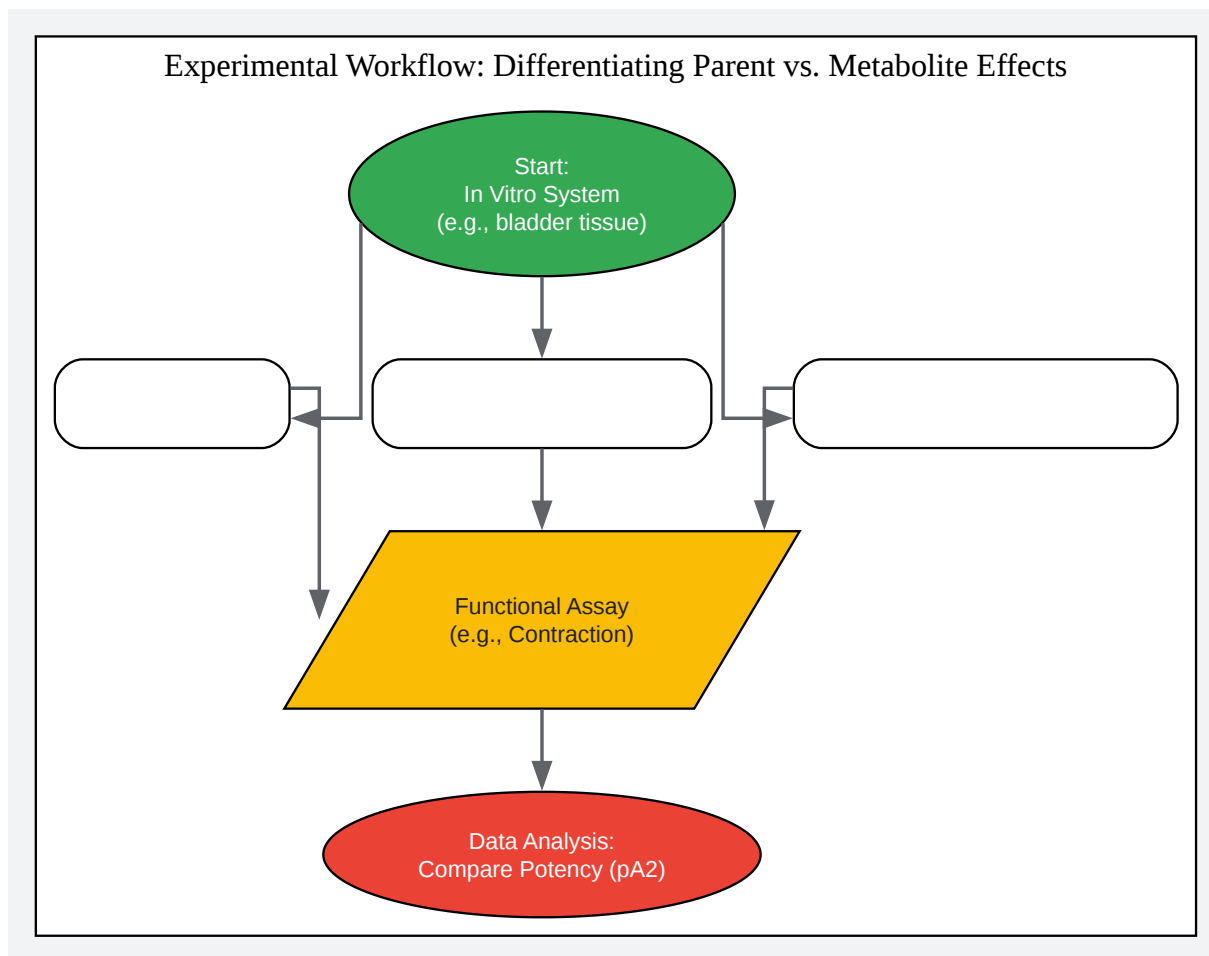 Experimental Workflow: Differentiating Parent vs. Metabolite Effects
Start:
In Vitro System
(e.g., bladder tissue)
Functional Assay
(e.g., Contraction)
Data Analysis:
Compare Potency (pA2)